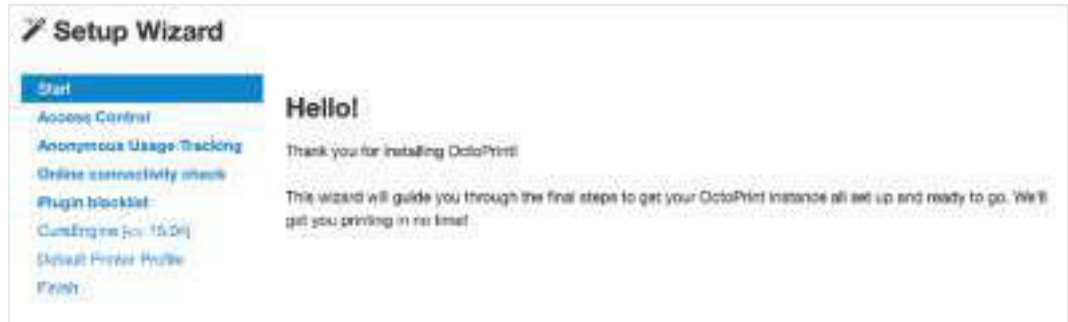 Setup Wizard
Start
Access Control
Anonymous Usage Tracking
Online connectivity check
Plugin blacklist
CuraEngine (<= 15.04)
Default Printer Profile
Finish
Hello!
Thank you for installing OctoPrint!
This wizard will guide you through the final steps to get your OctoPrint instance all set up and ready to go. We'll
get you printing in no time!